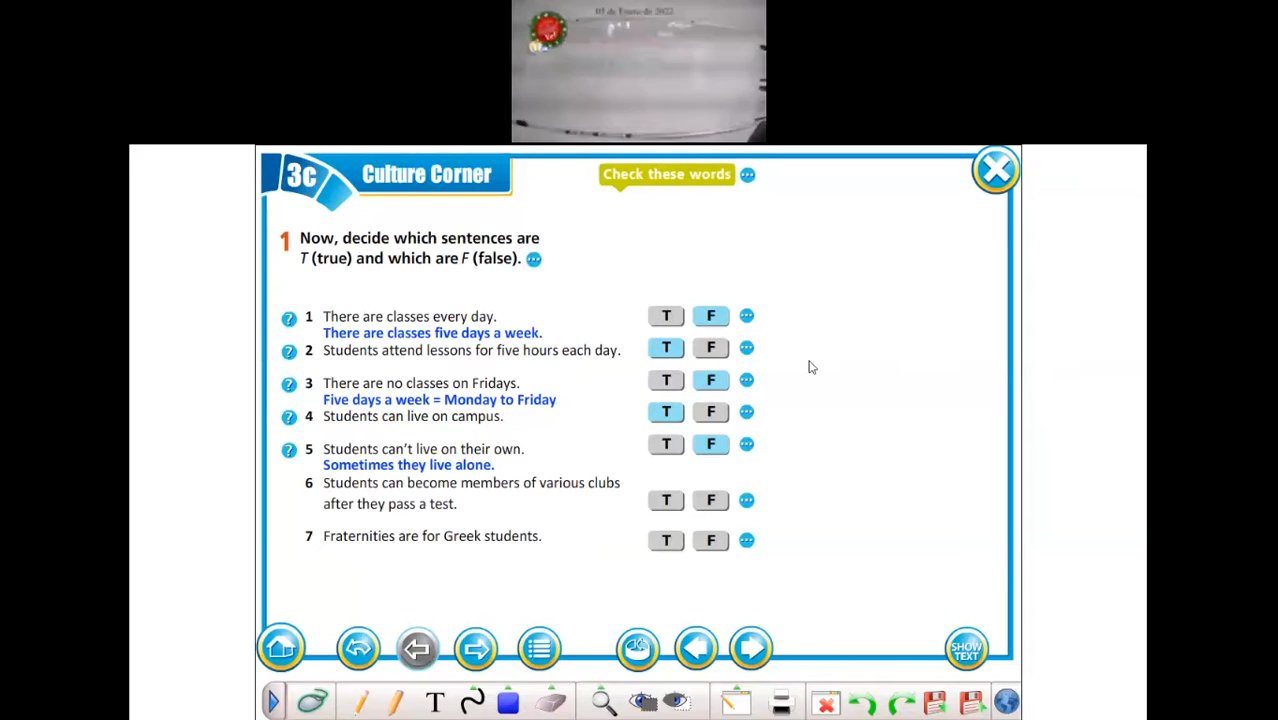 3c Culture Corner
Check these words
1 Now, decide which sentences are
T (true) and which are F (false).
1 There are classes every day. T F
There are classes five days a week.
2 Students attend lessons for five hours each day. T F
3 There are no classes on Fridays. T F
Five days a week = Monday to Friday
4 Students can live on campus. T F
5 Students can't live on their own. T F
Sometimes they live alone.
6 Students can become members of various clubs
after they pass a test. T F
7 Fraternities are for Greek students. T F
SHOW
TEXT
T